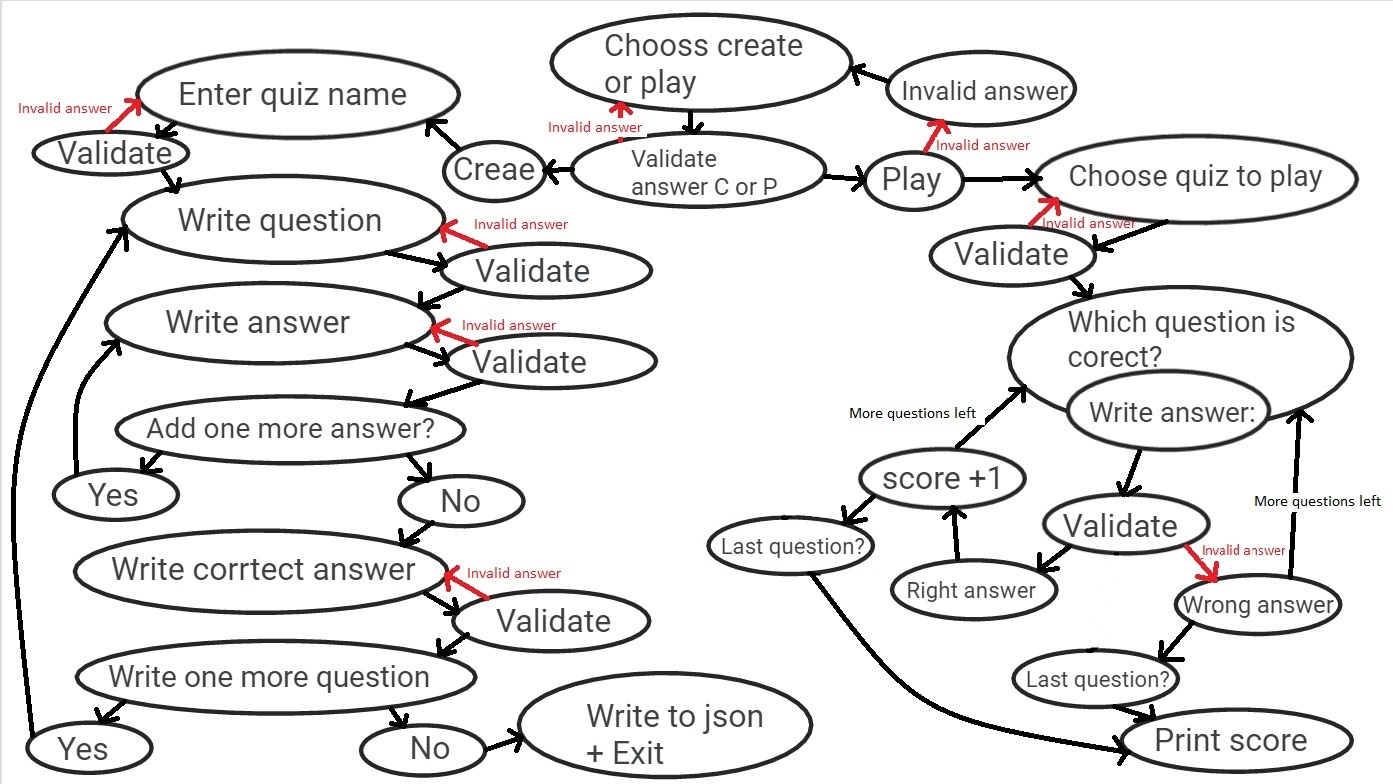 Chooss create
or play
Invalid answer
Invalid answer
Invalid answer
Validate
answer C or P
Creae
Play
Enter quiz name
Invalid answer
Validate
Write question
Invalid answer
Validate
Write answer
Invalid answer
Validate
Add one more answer?
Yes
No
Write corrtect answer
Invalid answer
Validate
Write one more question
Yes
No
Write to json
+ Exit
Choose quiz to play
Invalid answer
Validate
Which question is
corect?
Write answer:
More questions left
score +1
Validate
More questions left
Last question?
Invalid answer
Right answer
Wrong answer
Last question?
Print score